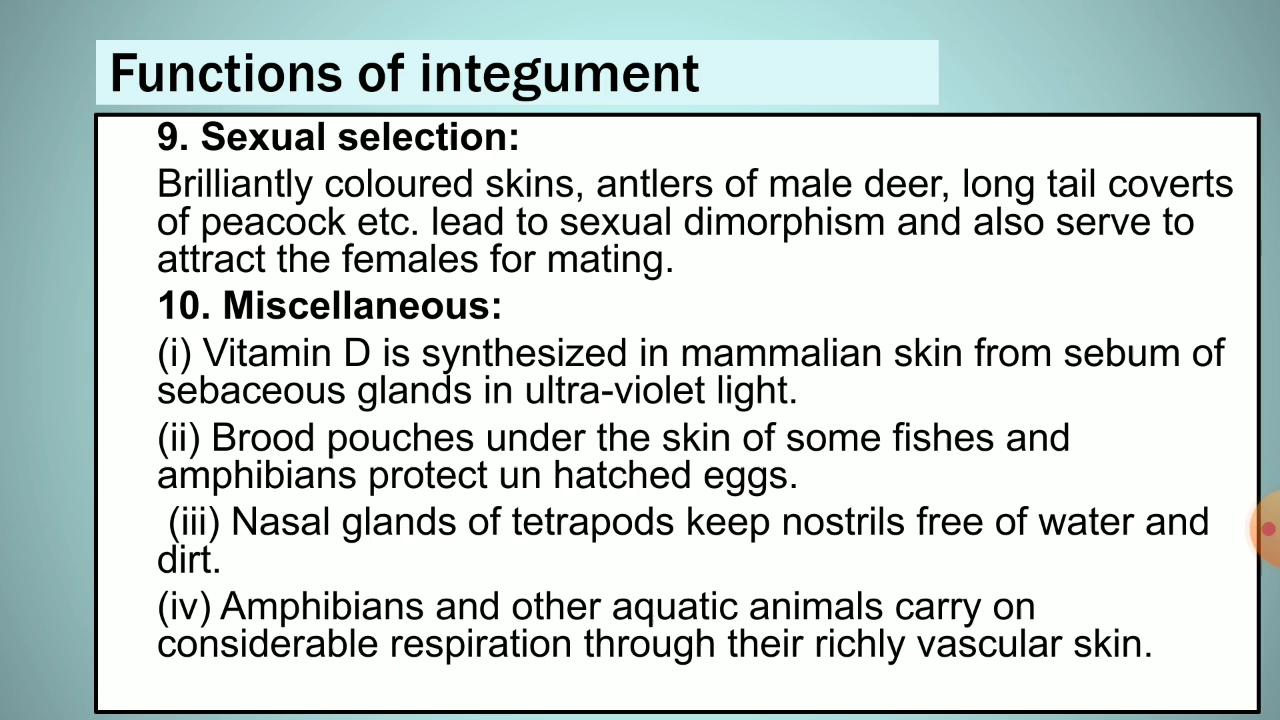 Functions of integument
9. Sexual selection:
Brilliantly coloured skins, antlers of male deer, long tail coverts
of peacock etc. lead to sexual dimorphism and also serve to
attract the females for mating.
10. Miscellaneous:
(i) Vitamin D is synthesized in mammalian skin from sebum of
sebaceous glands in ultra-violet light.
(ii) Brood pouches under the skin of some fishes and
amphibians protect un hatched eggs.
(iii) Nasal glands of tetrapods keep nostrils free of water and
dirt.
(iv) Amphibians and other aquatic animals carry on
considerable respiration through their richly vascular skin.